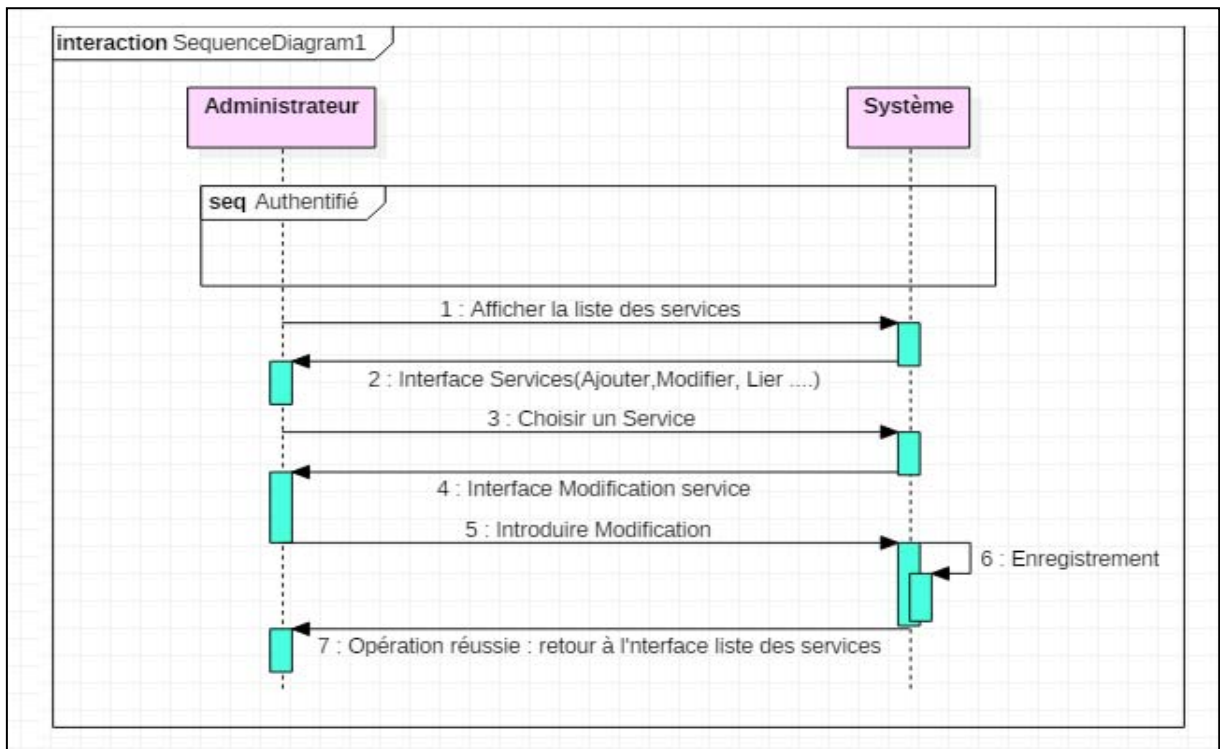 interaction SequenceDiagram1
Administrateur
Système
seq Authentifié
1 : Afficher la liste des services
2 : Interface Services(Ajouter,Modifier, Lier ....)
3 : Choisir un Service
4 : Interface Modification service
5 : Introduire Modification
6 : Enregistrement
7 : Opération réussie : retour à l'nterface liste des services